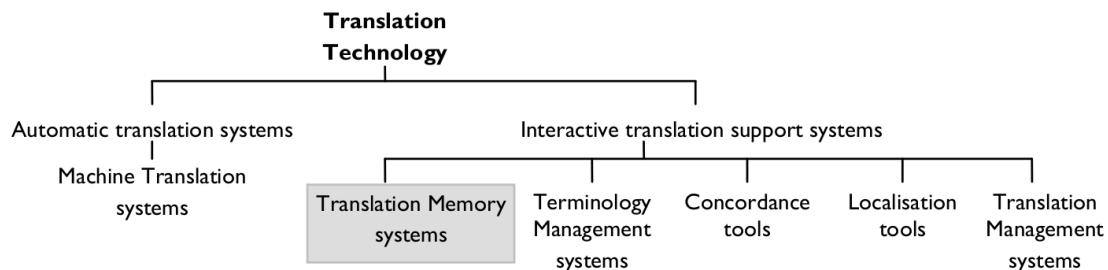 Translation
Technology
Automatic translation systems
Interactive translation support systems
Machine Translation
systems
Translation Memory
systems
Terminology
Management
systems
Concordance
tools
Localisation
tools
Translation
Management
systems